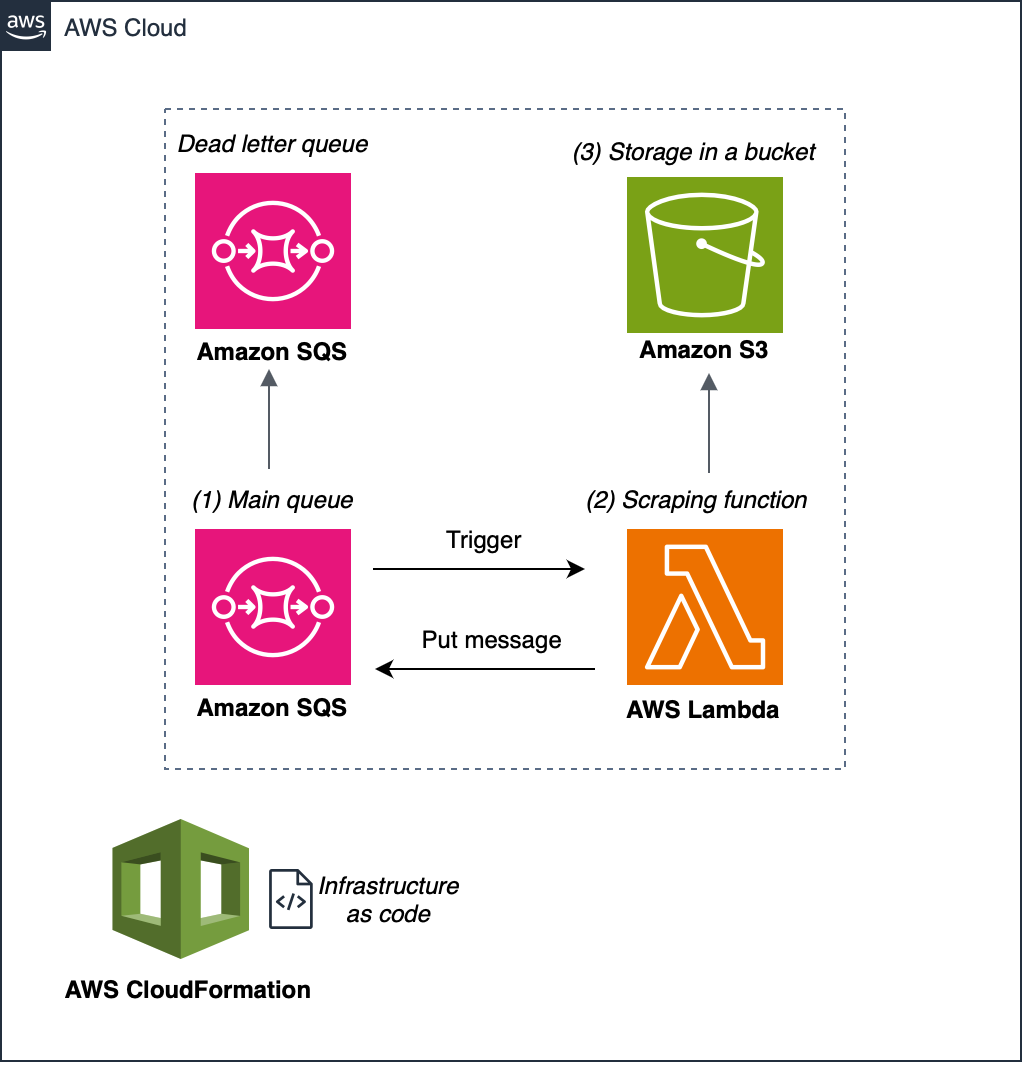 aws
AWS Cloud
Dead letter queue
(3) Storage in a bucket
Amazon SQS
Amazon S3
(1) Main queue
(2) Scraping function
Trigger
Put message
Amazon SQS
AWS Lambda
</>
Infrastructure
as code
AWS CloudFormation